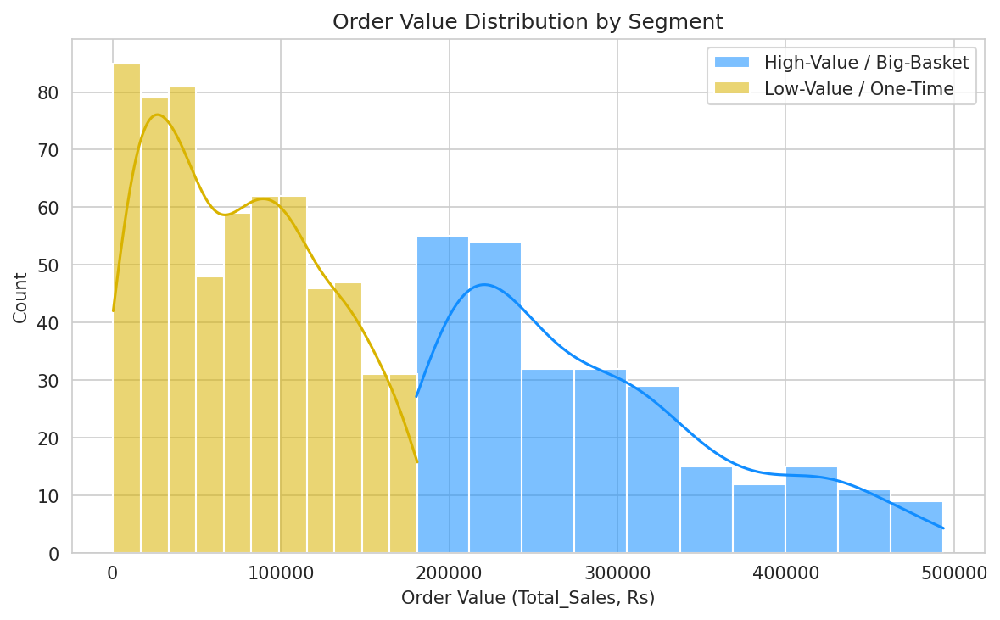 Order Value Distribution by Segment
High-Value / Big-Basket
Low-Value / One-Time
Count
80
70
60
50
40
30
20
10
0
0 100000 200000 300000 400000 500000
Order Value (Total_Sales, Rs)